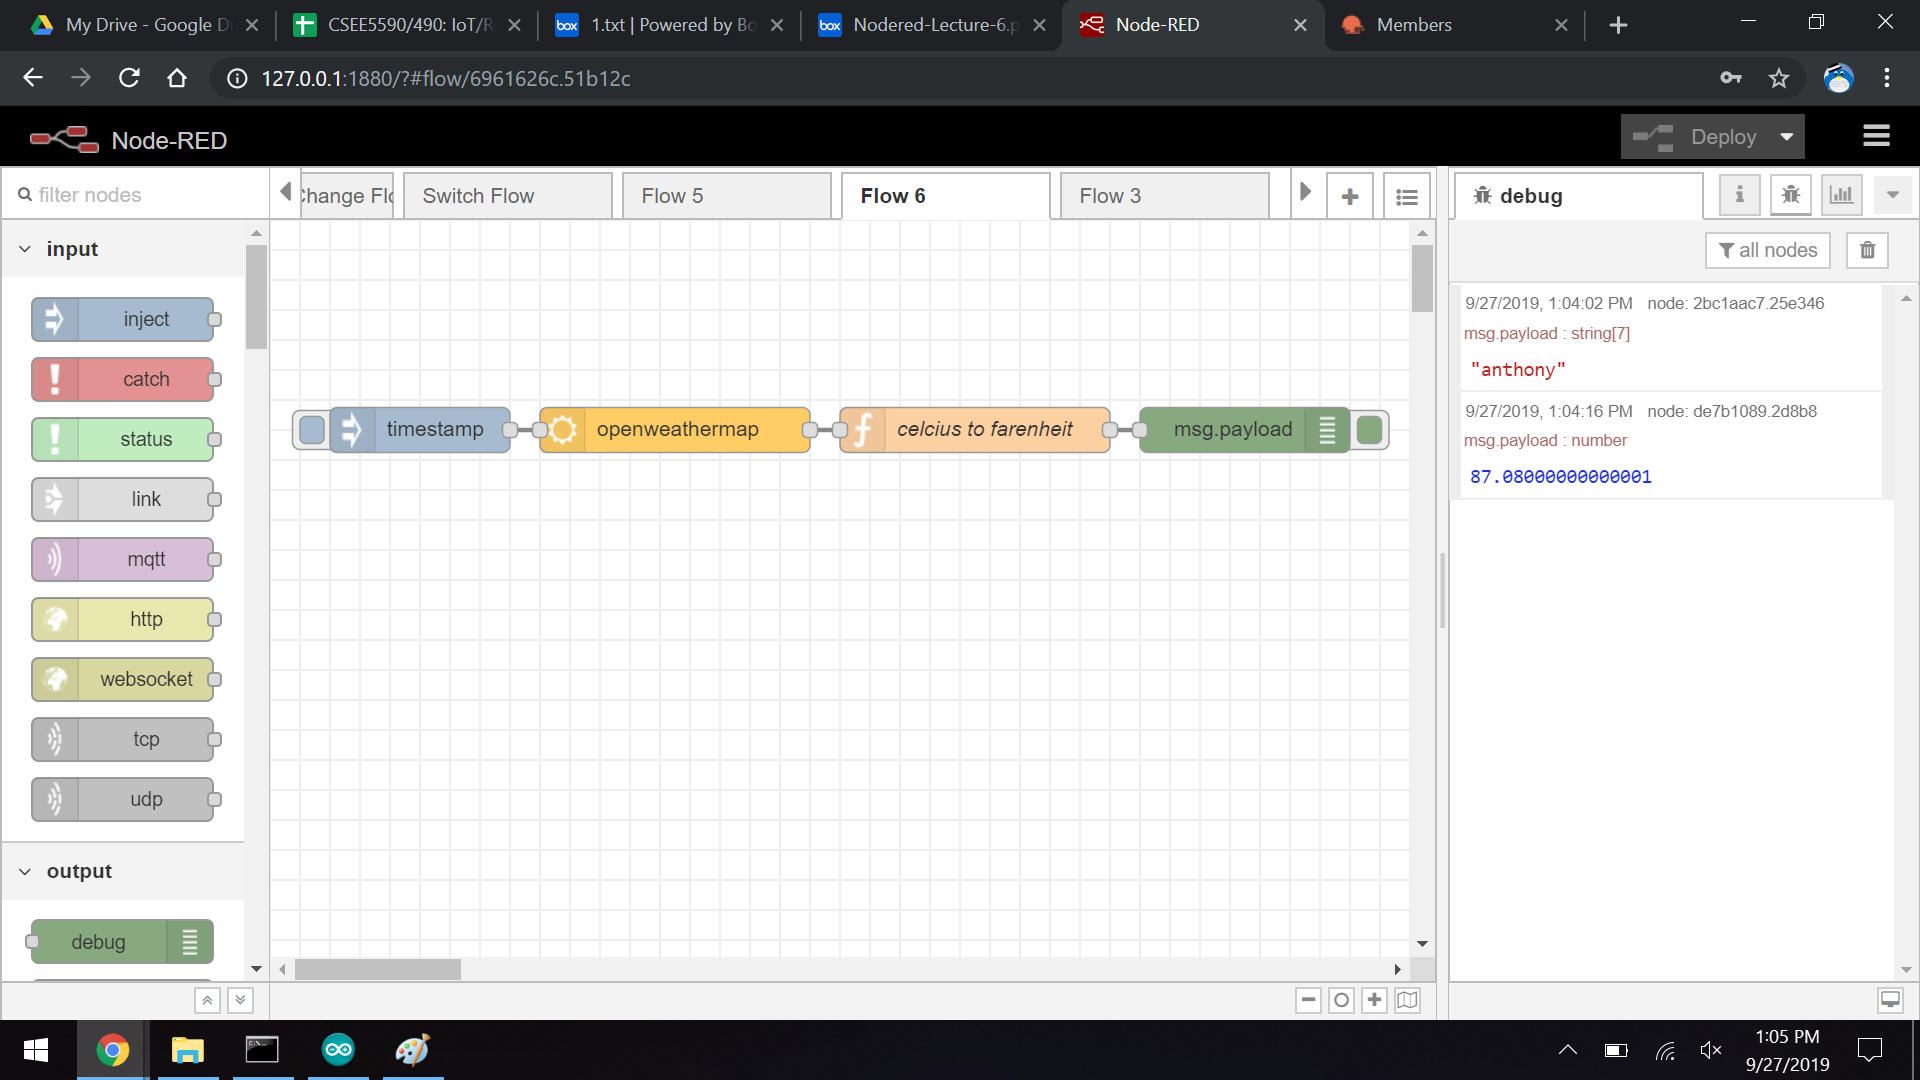 My Drive - Google D
CSEE5590/490: IoT/R
1.txt | Powered by Bo
Nodered-Lecture-6.p
Node-RED
Members
127.0.0.1:1880/?#flow/6961626c.51b12c
Node-RED
Deploy
filter nodes
Change Flo
Switch Flow
Flow 5
Flow 6
Flow 3
debug
all nodes
input
inject
catch
status
link
mqtt
http
websocket
tcp
udp
output
debug
timestamp
openweathermap
celcius to farenheit
msg.payload
9/27/2019, 1:04:02 PM node: 2bc1aac7.25e346
msg.payload : string[7]
"anthony"
9/27/2019, 1:04:16 PM node: de7b1089.2d8b8
msg.payload : number
87.08000000000001
1:05 PM
9/27/2019